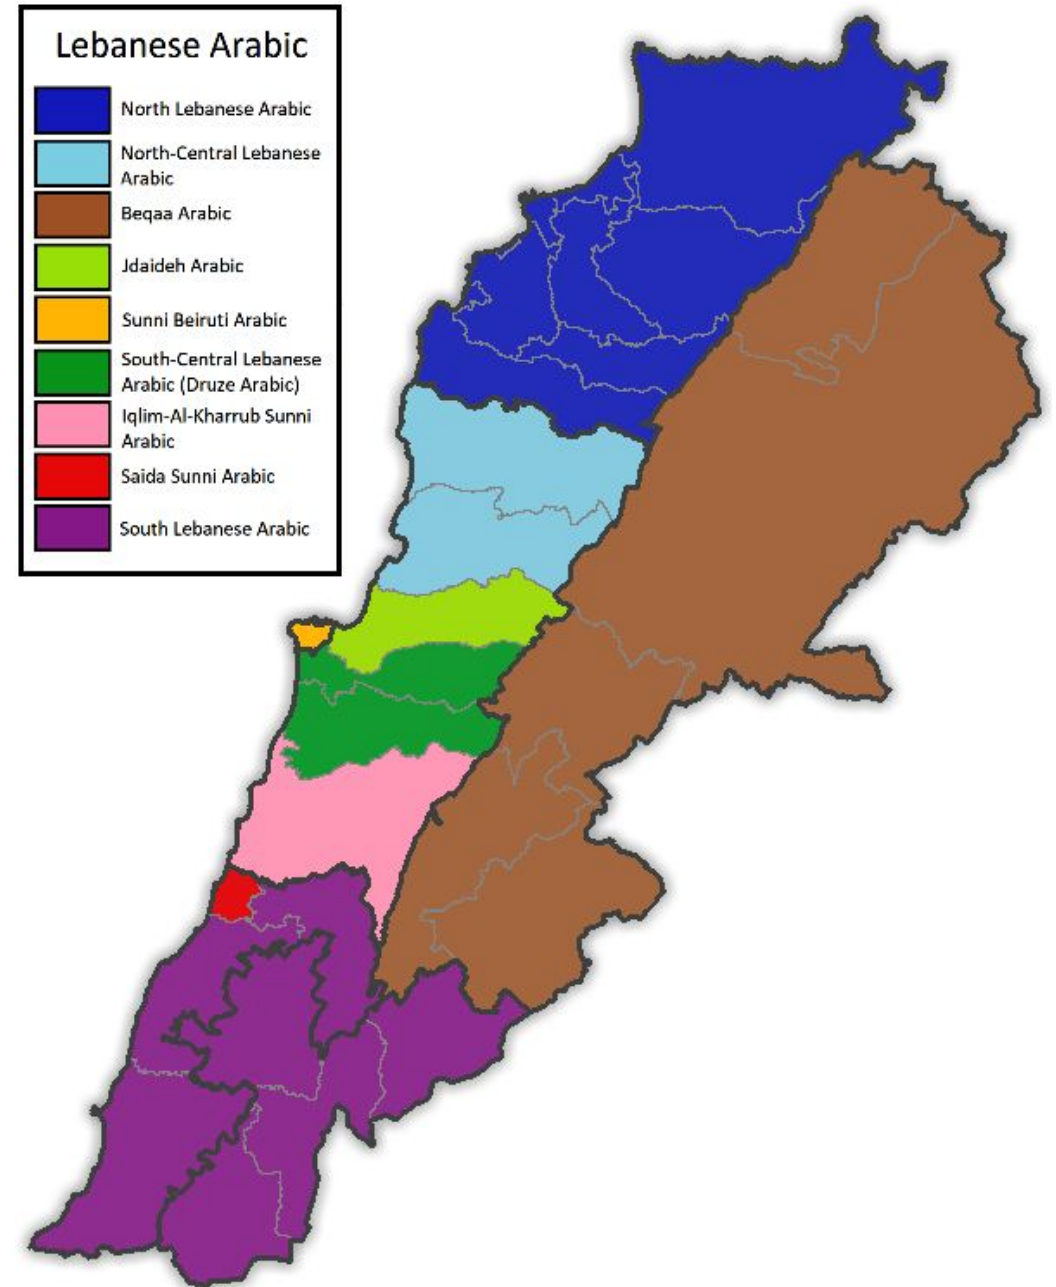 Lebanese Arabic
North Lebanese Arabic
North-Central Lebanese
Arabic
Beqaa Arabic
Jdaideh Arabic
Sunni Beiruti Arabic
South-Central Lebanese
Arabic (Druze Arabic)
Iqlim-Al-Kharrub Sunni
Arabic
Saida Sunni Arabic
South Lebanese Arabic